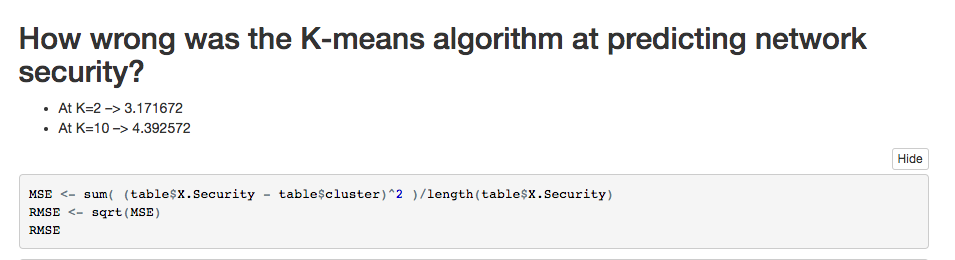 How wrong was the K-means algorithm at predicting network
security?
• At K=2 –> 3.171672
• At K=10 –> 4.392572
Hide
MSE <- sum( (table$X.Security - table$cluster)^2 )/length(table$X.Security)
RMSE <- sqrt(MSE)
RMSE